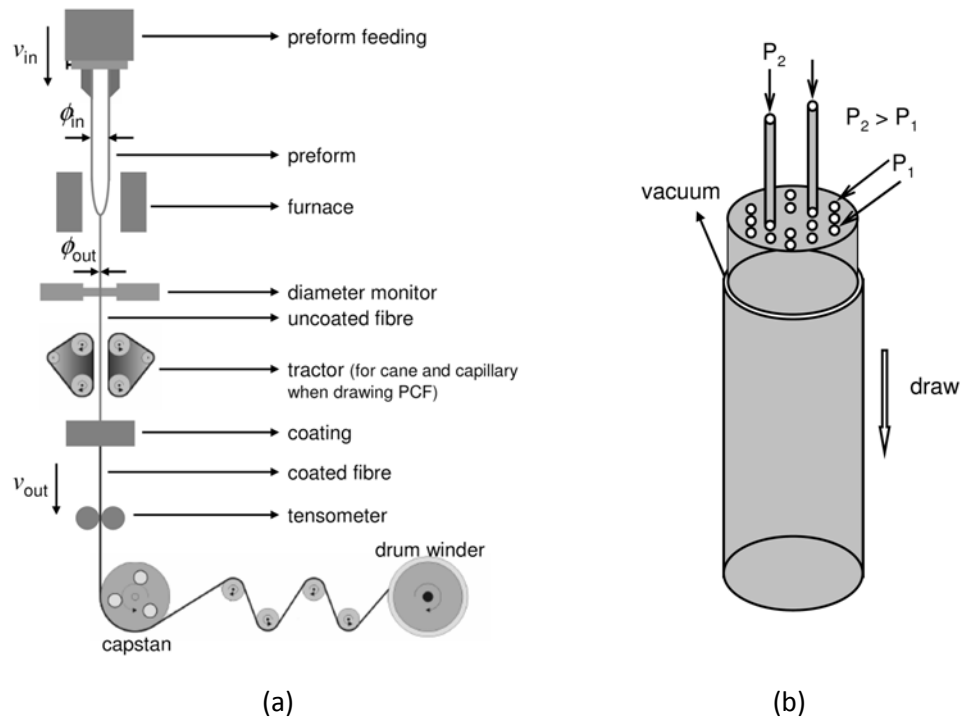 preform feeding
v_in
ϕ_in
preform
furnace
ϕ_out
diameter monitor
uncoated fibre
tractor (for cane and capillary
when drawing PCF)
coating
coated fibre
v_out
tensometer
drum winder
capstan
(a)
P₂
P₂ > P₁
P₁
vacuum
draw
(b)